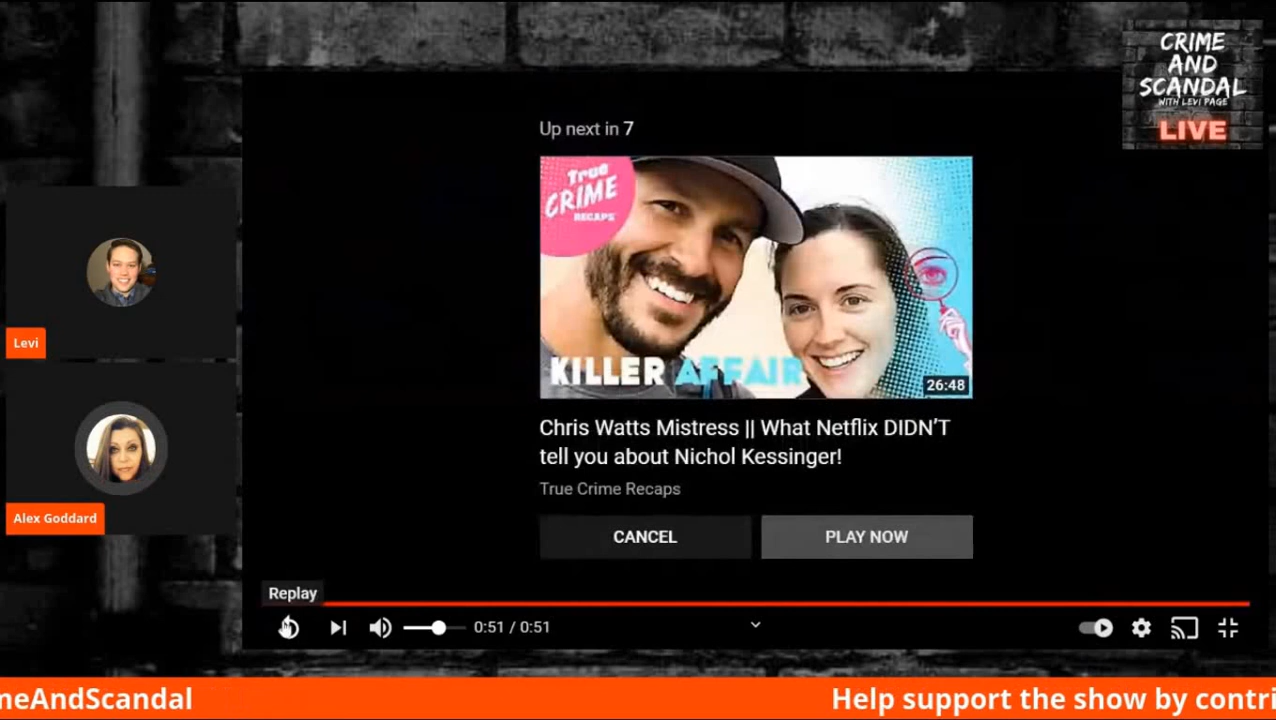 CRIME
AND
SCANDAL
WITH LEVI PAGE
LIVE
Up next in 7
True
CRIME
RECAPS
KILLER AFFAIR
26:48
Levi
Chris Watts Mistress || What Netflix DIDN'T
tell you about Nichol Kessinger!
True Crime Recaps
Alex Goddard
CANCEL
PLAY NOW
Replay
0:51 / 0:51
meAndScandal
Help support the show by contri